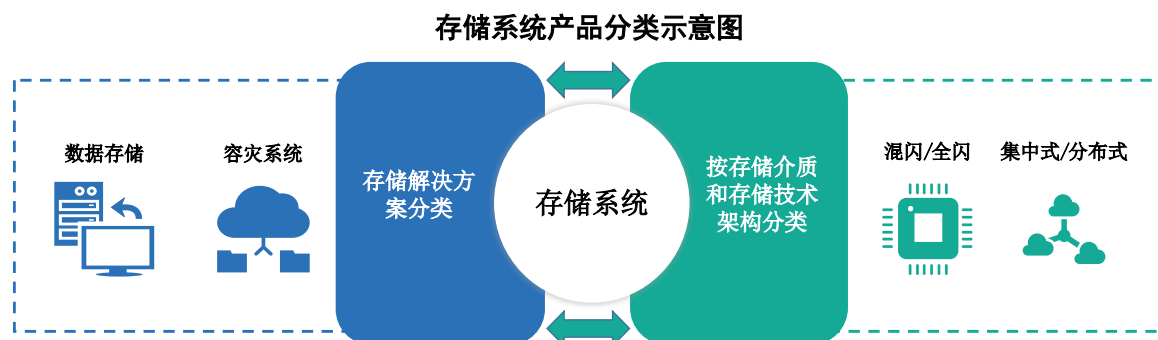 存储系统产品分类示意图
数据存储
容灾系统
存储解决方
案分类
存储系统
按存储介质
和存储技术
架构分类
混闪/全闪
集中式/分布式